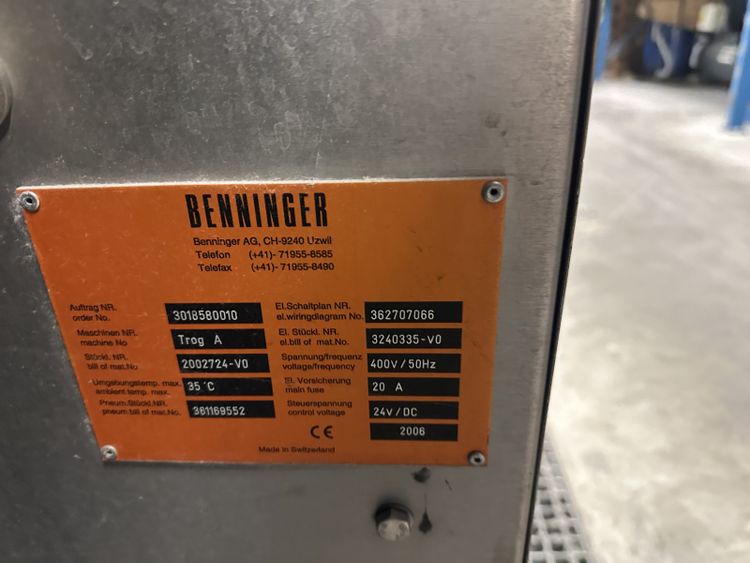 BENNINGER
Benninger AG, CH-9240 Uzwil
Telefon (+41)- 71955-8585
Telefax (+41)- 71955-8490
Auftrag NR. order No. 3018580010
El.Schaltplan NR. el.wiringdiagram No. 362707066
Maschinen NR. machine No Trog A
El. Stückl. NR. el.bill of mat.No. 3240335-V0
Stückl. NR. bill of mat.No 2002724-V0
Spannung/frequenz voltage/frequency 400V/50Hz
Umgebungstemp. max. ambient.temp. max. 35°C
El. Vorsicherung main fuse 20 A
Pneum.Stückl.NR. pneum.bill of mat.No. 361169552
Steuerspannung control voltage 24V/DC
CE 2006
Made in Switzerland